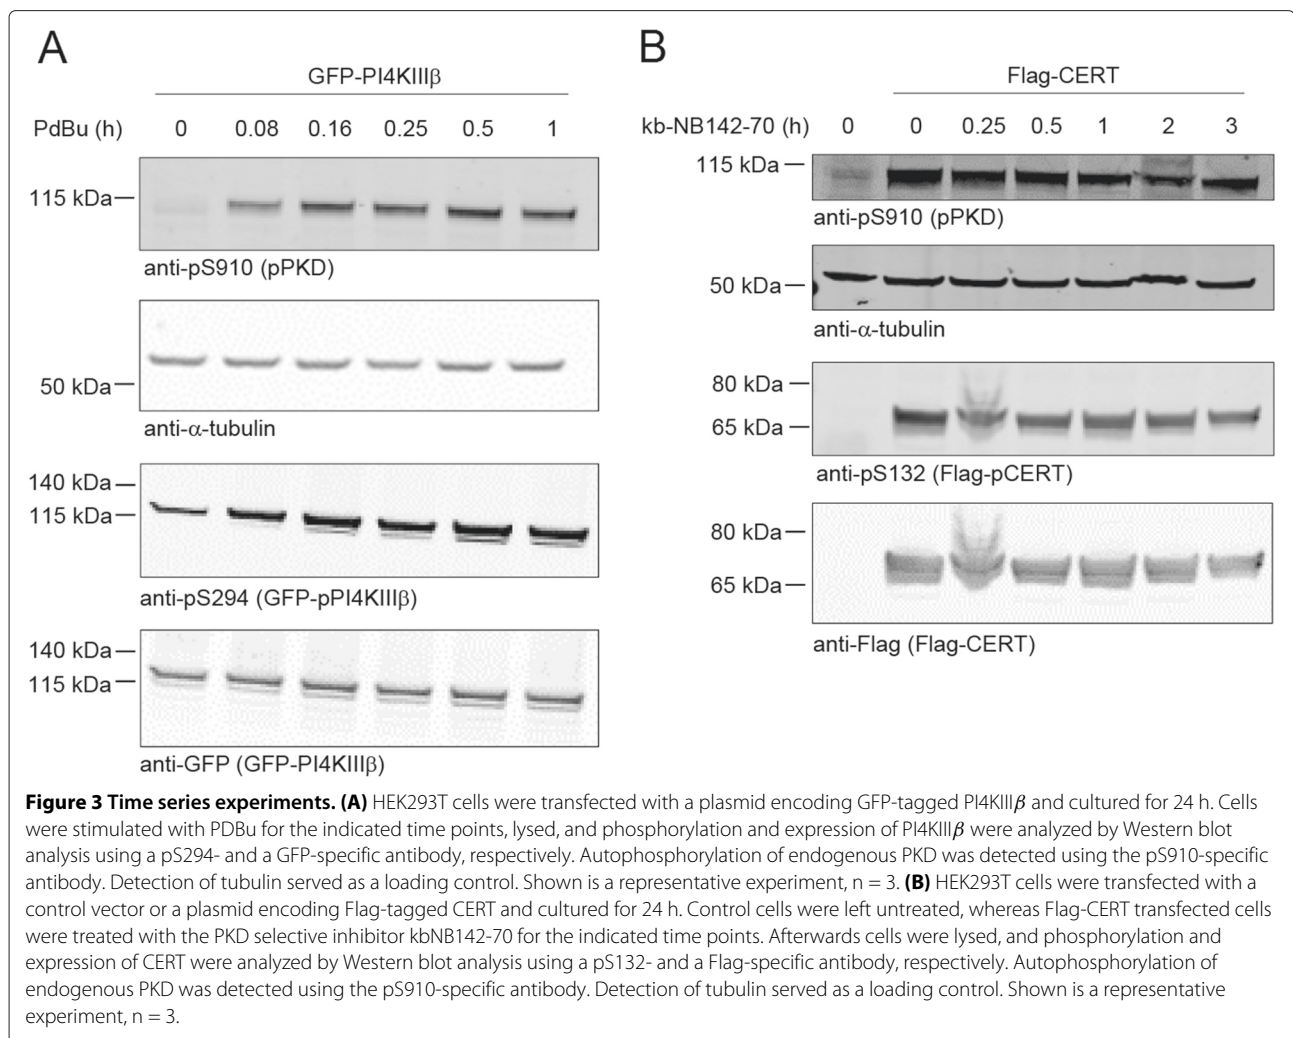 A
GFP-PI4KIIIβ
PdBu (h) 0 0.08 0.16 0.25 0.5 1
115 kDa
anti-pS910 (pPKD)
50 kDa
anti-α-tubulin
140 kDa
115 kDa
anti-pS294 (GFP-pPI4KIIIβ)
140 kDa
115 kDa
anti-GFP (GFP-PI4KIIIβ)
B
Flag-CERT
kb-NB142-70 (h) 0 0 0.25 0.5 1 2 3
115 kDa
anti-pS910 (pPKD)
50 kDa
anti-α-tubulin
80 kDa
65 kDa
anti-pS132 (Flag-pCERT)
80 kDa
65 kDa
anti-Flag (Flag-CERT)
Figure 3 Time series experiments. (A) HEK293T cells were transfected with a plasmid encoding GFP-tagged PI4KIIIβ and cultured for 24 h. Cells
were stimulated with PDBu for the indicated time points, lysed, and phosphorylation and expression of PI4KIIIβ were analyzed by Western blot
analysis using a pS294- and a GFP-specific antibody, respectively. Autophosphorylation of endogenous PKD was detected using the pS910-specific
antibody. Detection of tubulin served as a loading control. Shown is a representative experiment, n = 3. (B) HEK293T cells were transfected with a
control vector or a plasmid encoding Flag-tagged CERT and cultured for 24 h. Control cells were left untreated, whereas Flag-CERT transfected cells
were treated with the PKD selective inhibitor kbNB142-70 for the indicated time points. Afterwards cells were lysed, and phosphorylation and
expression of CERT were analyzed by Western blot analysis using a pS132- and a Flag-specific antibody, respectively. Autophosphorylation of
endogenous PKD was detected using the pS910-specific antibody. Detection of tubulin served as a loading control. Shown is a representative
experiment, n = 3.